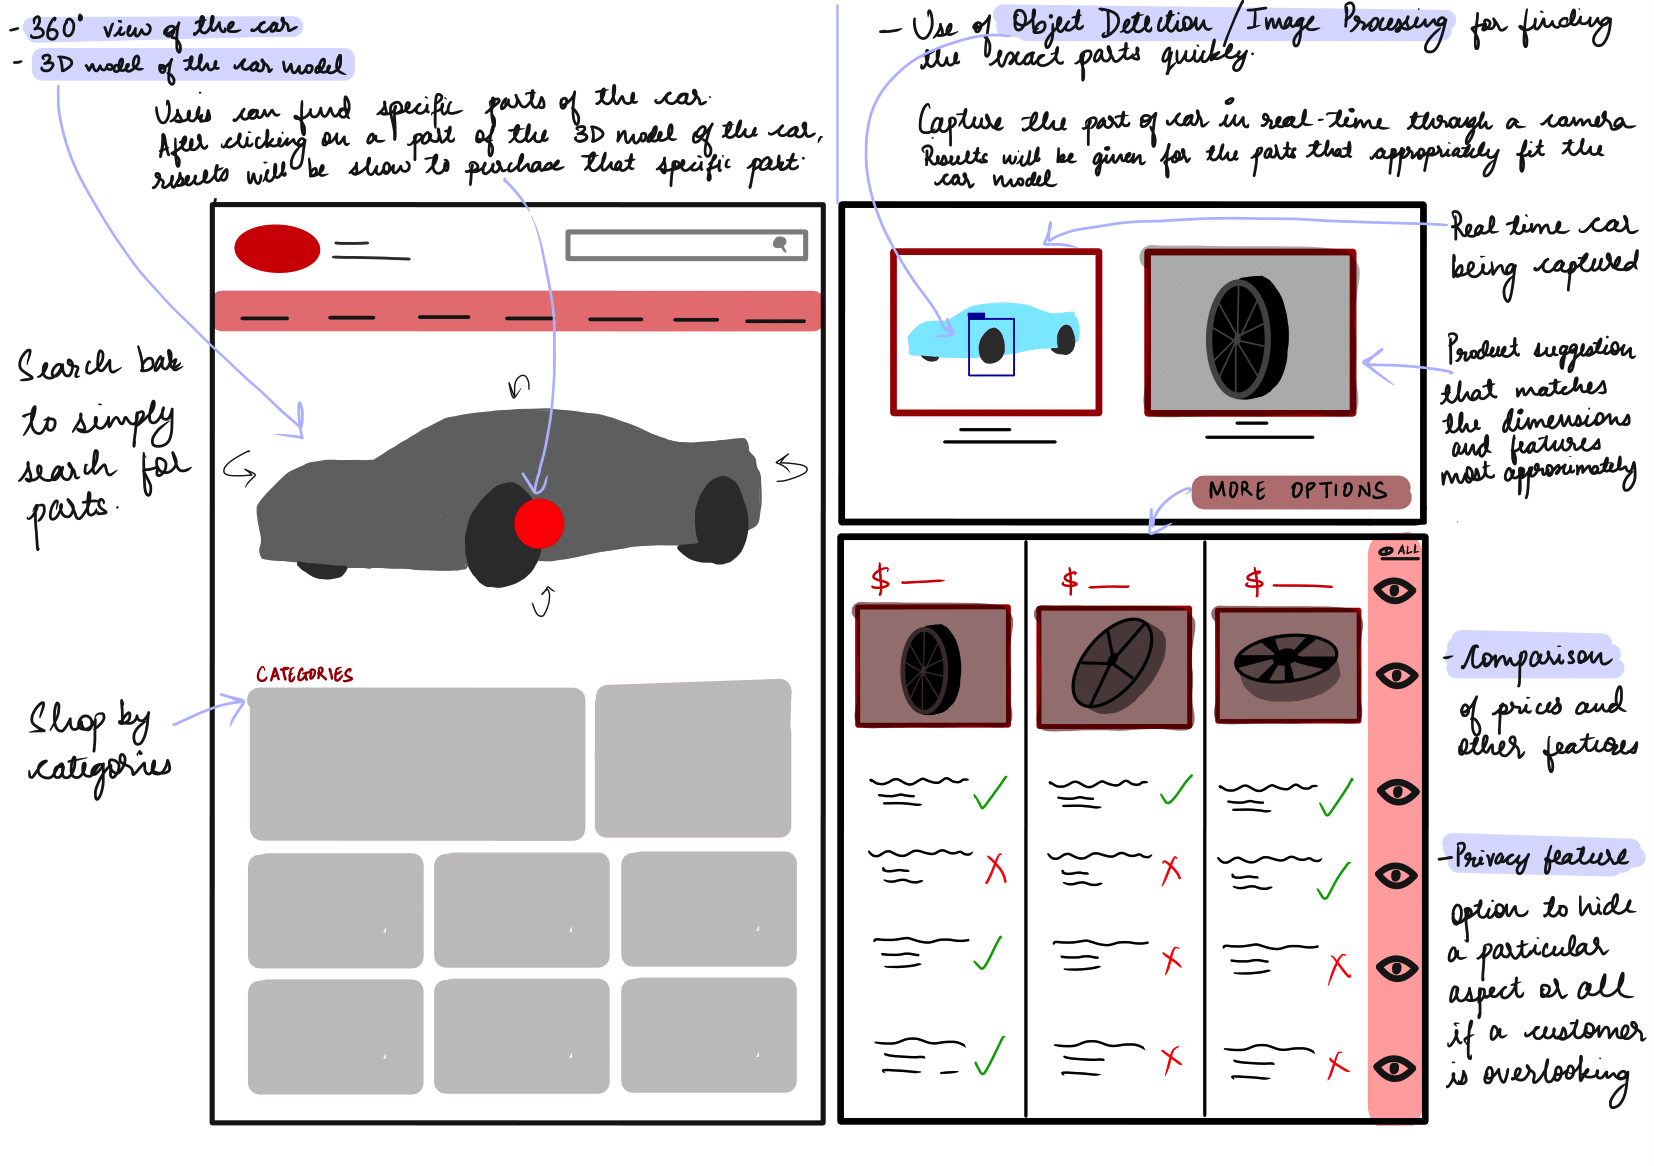 - 360° view of the car
- 3D model of the car model
Users can find specific parts of the car.
After clicking on a part of the 3D model of the car,
results will be show to purchase that specific part.
Search bar
to simply
search for
parts.
CATEGORIES
Shop by
categories
- Use of Object Detection / Image Processing for finding
the exact parts quickly.
Capture the part of car in real-time through a camera
Results will be given for the parts that appropriately fit the
car model
Real time car
being captured
Product suggestion
that matches
the dimensions
and features
most approximately
MORE OPTIONS
ALL
$ $ $
- Comparison
of prices and
other features
- Privacy feature
option to hide
a particular
aspect or all
if a customer
is overlooking